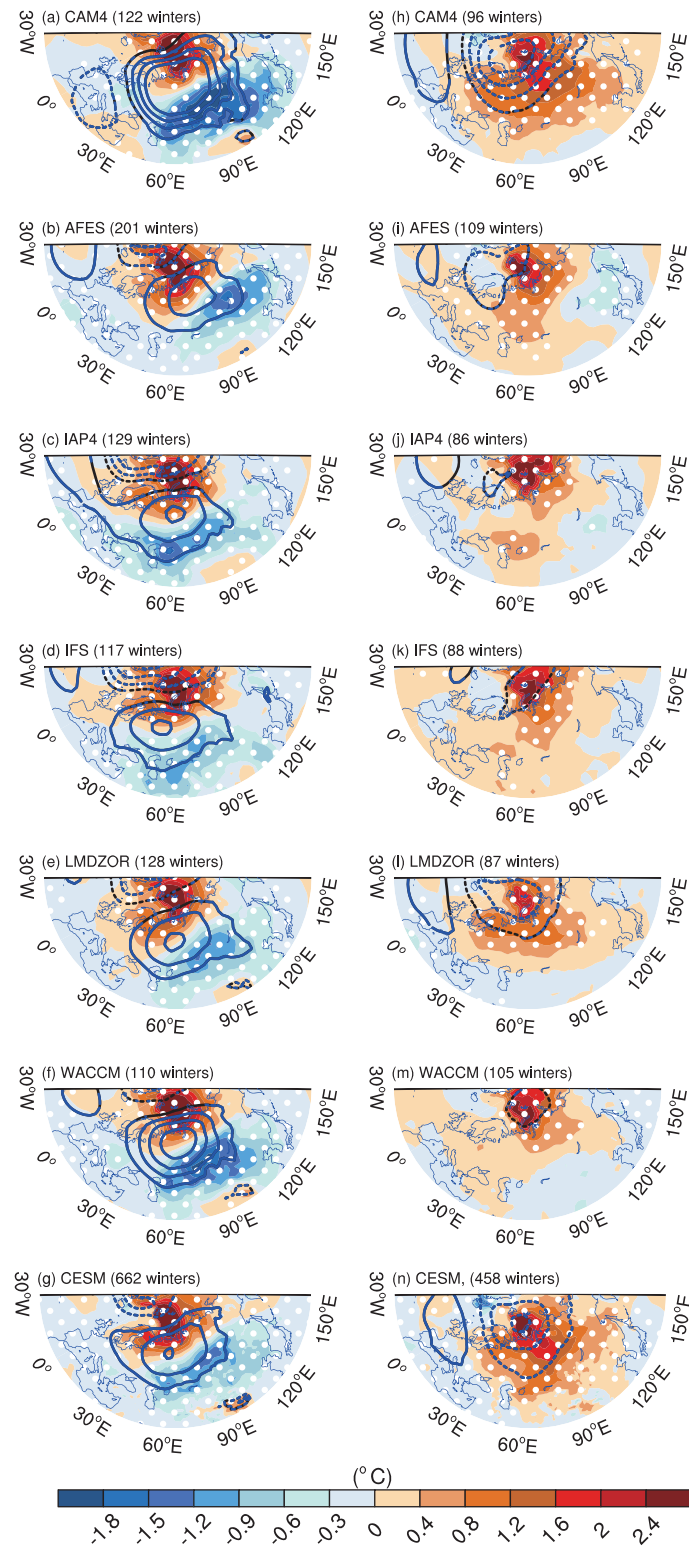 (a) CAM4 (122 winters)
30°W
0°
30°E
60°E
90°E
120°E
150°E
(h) CAM4 (96 winters)
30°W
0°
30°E
60°E
90°E
120°E
150°E
(b) AFES (201 winters)
30°W
0°
30°E
60°E
90°E
120°E
150°E
(i) AFES (109 winters)
30°W
0°
30°E
60°E
90°E
120°E
150°E
(c) IAP4 (129 winters)
30°W
0°
30°E
60°E
90°E
120°E
150°E
(j) IAP4 (86 winters)
30°W
0°
30°E
60°E
90°E
120°E
150°E
(d) IFS (117 winters)
30°W
0°
30°E
60°E
90°E
120°E
150°E
(k) IFS (88 winters)
30°W
0°
30°E
60°E
90°E
120°E
150°E
(e) LMDZOR (128 winters)
30°W
0°
30°E
60°E
90°E
120°E
150°E
(l) LMDZOR (87 winters)
30°W
0°
30°E
60°E
90°E
120°E
150°E
(f) WACCM (110 winters)
30°W
0°
30°E
60°E
90°E
120°E
150°E
(m) WACCM (105 winters)
30°W
0°
30°E
60°E
90°E
120°E
150°E
(g) CESM (662 winters)
30°W
0°
30°E
60°E
90°E
120°E
150°E
(n) CESM, (458 winters)
30°W
0°
30°E
60°E
90°E
120°E
150°E
(°C)
-1.8 -1.5 -1.2 -0.9 -0.6 -0.3 0 0.4 0.8 1.2 1.6 2 2.4